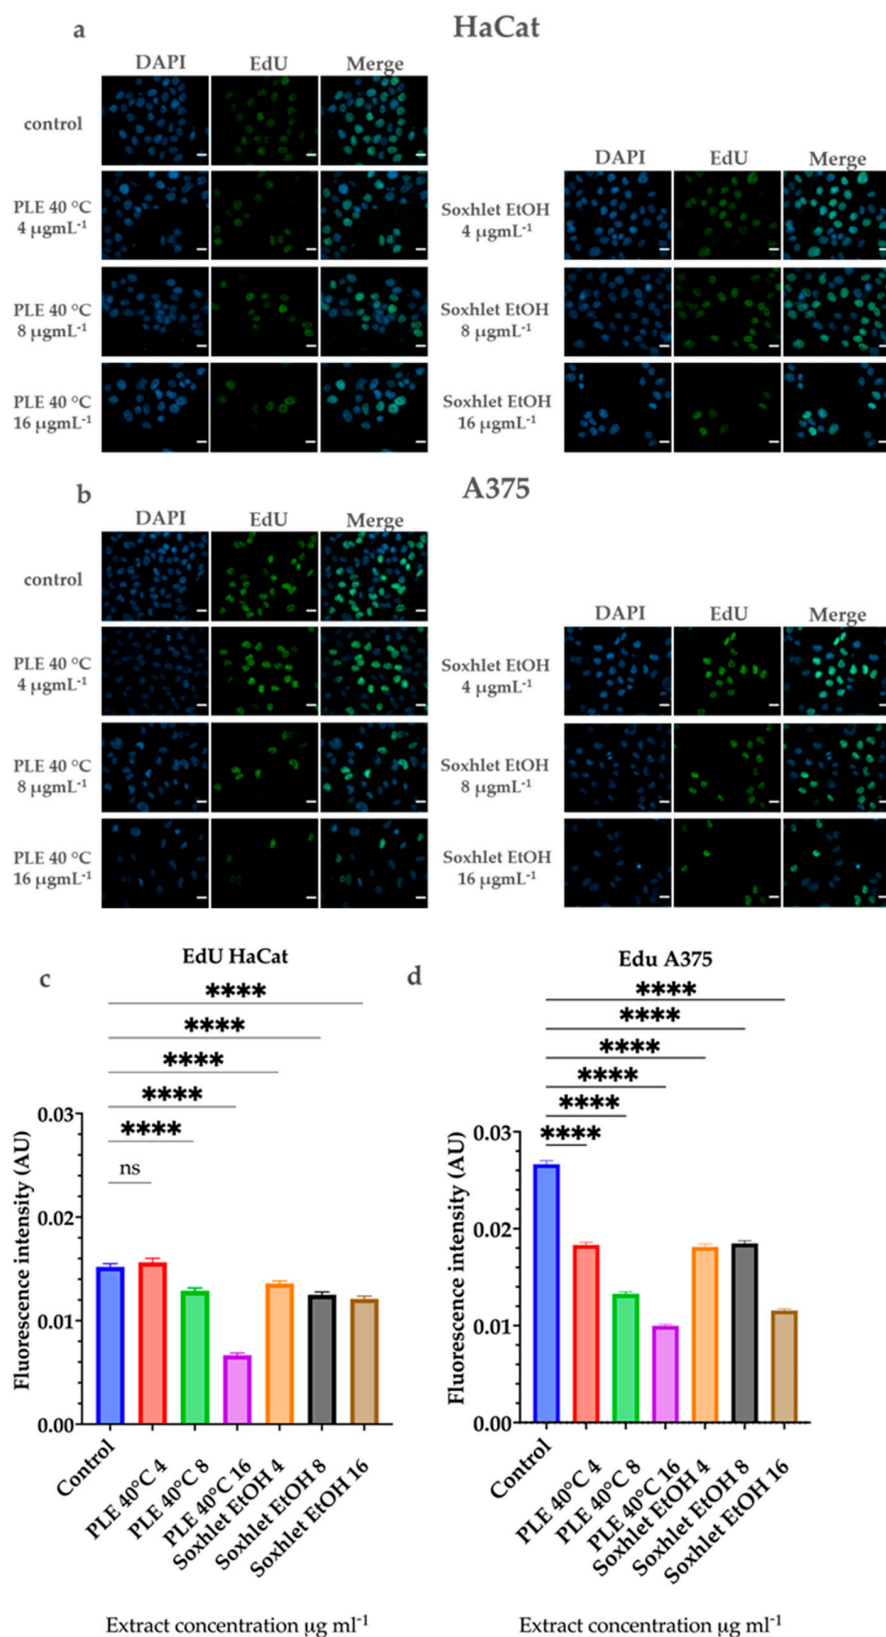 a
HaCat
DAPI EdU Merge
control
PLE 40 °C
4 µgmL⁻¹
PLE 40 °C
8 µgmL⁻¹
PLE 40 °C
16 µgmL⁻¹
DAPI EdU Merge
Soxhlet EtOH
4 µgmL⁻¹
Soxhlet EtOH
8 µgmL⁻¹
Soxhlet EtOH
16 µgmL⁻¹
b
A375
DAPI EdU Merge
control
PLE 40 °C
4 µgmL⁻¹
PLE 40 °C
8 µgmL⁻¹
PLE 40 °C
16 µgmL⁻¹
DAPI EdU Merge
Soxhlet EtOH
4 µgmL⁻¹
Soxhlet EtOH
8 µgmL⁻¹
Soxhlet EtOH
16 µgmL⁻¹
c
EdU HaCat
****
****
****
****
****
ns
Fluorescence intensity (AU)
0.03
0.02
0.01
0.00
Control
PLE 40°C 4
PLE 40°C 8
PLE 40°C 16
Soxhlet EtOH 4
Soxhlet EtOH 8
Soxhlet EtOH 16
Extract concentration µg ml⁻¹
d
Edu A375
****
****
****
****
****
****
Fluorescence intensity (AU)
0.03
0.02
0.01
0.00
Control
PLE 40°C 4
PLE 40°C 8
PLE 40°C 16
Soxhlet EtOH 4
Soxhlet EtOH 8
Soxhlet EtOH 16
Extract concentration µg ml⁻¹